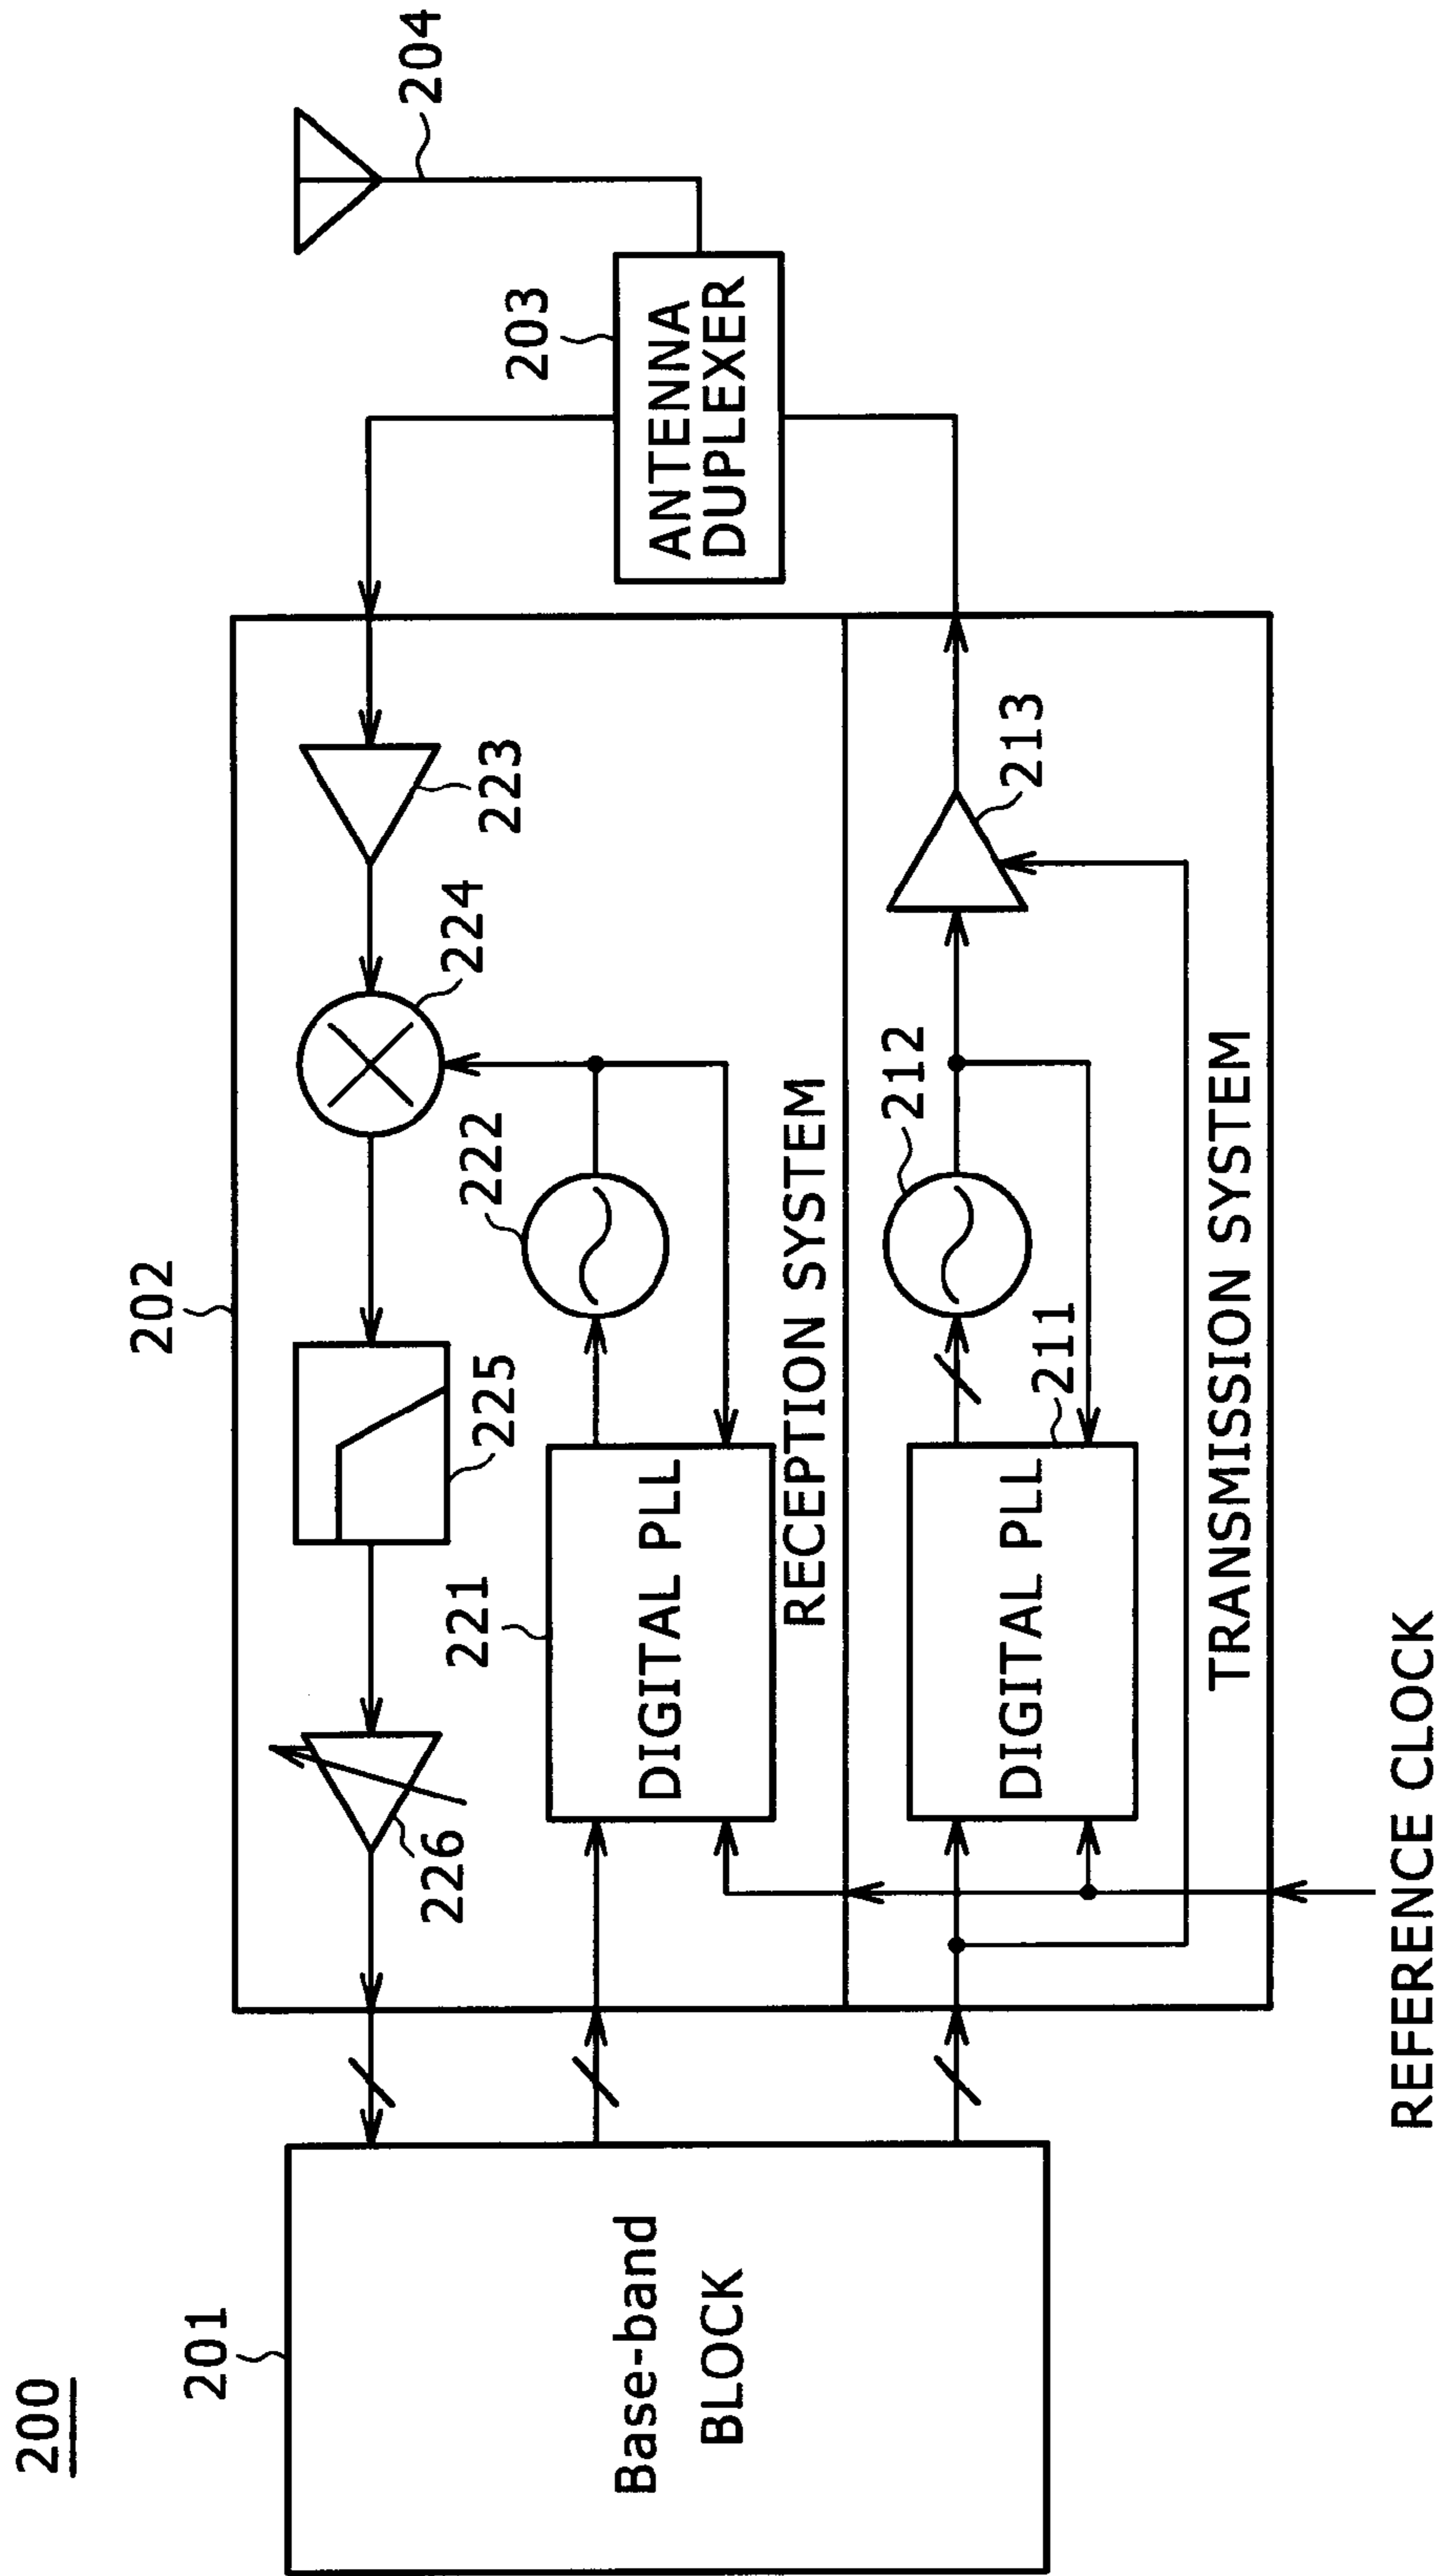 200
201
Base-band
BLOCK
202
226
225
224
223
221
222
DIGITAL PLL
RECEPTION SYSTEM
211
212
213
DIGITAL PLL
TRANSMISSION SYSTEM
REFERENCE CLOCK
203
ANTENNA
DUPLEXER
204